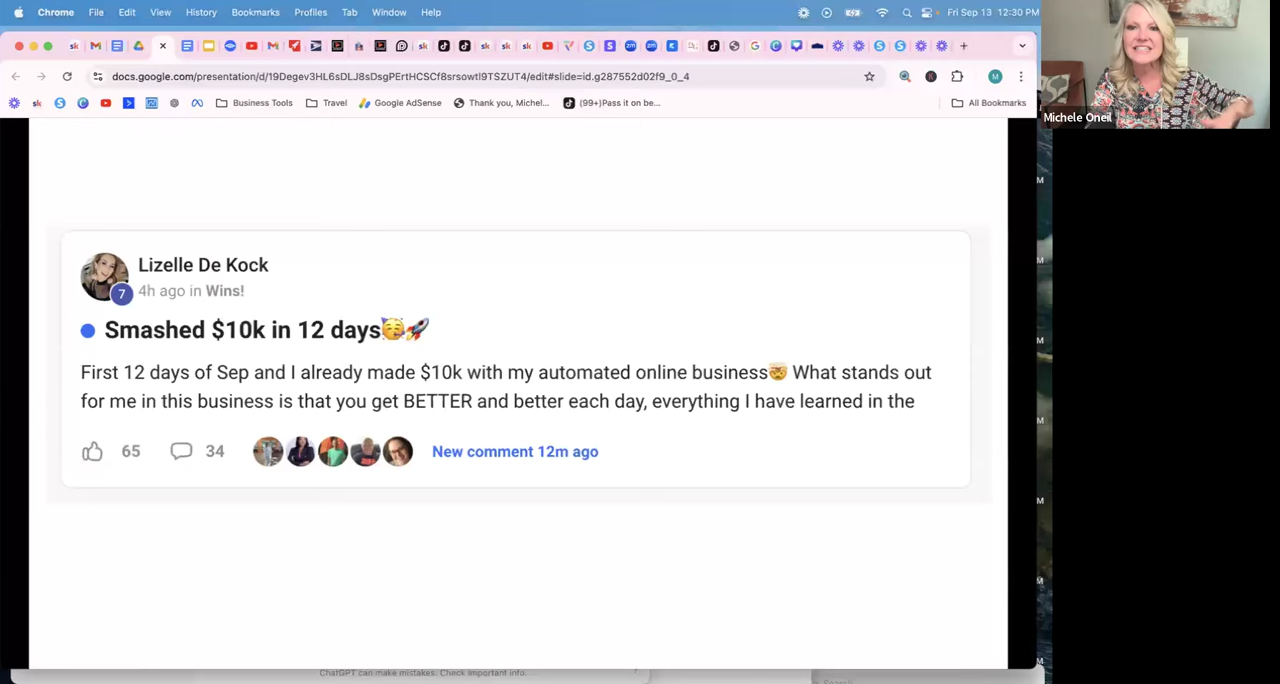 Chrome File Edit View History Bookmarks Profiles Tab Window Help Fri Sep 13 12:30 PM
docs.google.com/presentation/d/19Degev3HL6sDLJ8sDsgPErtHCSCf8srsowtl9TSZUT4/edit#slide=id.g287552d02f9_0_4
Business Tools Travel Google AdSense Thank you, Michel... (99+)Pass it on be... All Bookmarks
Michele Oneil
Lizelle De Kock
7
4h ago in Wins!
Smashed $10k in 12 days🥳🚀
First 12 days of Sep and I already made $10k with my automated online business🤯 What stands out
for me in this business is that you get BETTER and better each day, everything I have learned in the
65 34 New comment 12m ago
ChatGPT can make mistakes. Check important info.
Search